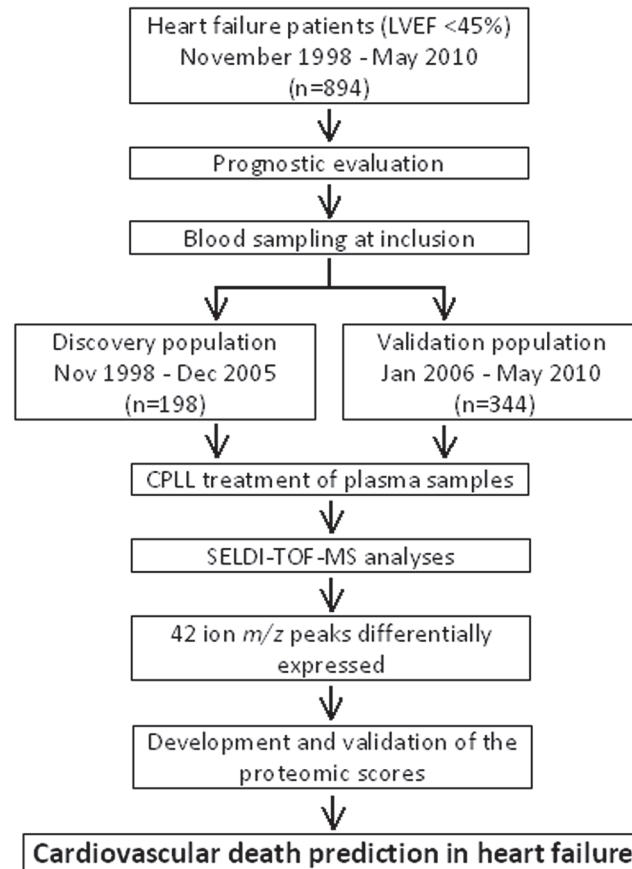 Heart failure patients (LVEF <45%)
November 1998 - May 2010
(n=894)
Prognostic evaluation
Blood sampling at inclusion
Discovery population
Nov 1998 - Dec 2005
(n=198)
Validation population
Jan 2006 - May 2010
(n=344)
CPLL treatment of plasma samples
SELDI-TOF-MS analyses
42 ion m/z peaks differentially
expressed
Development and validation of the
proteomic scores
Cardiovascular death prediction in heart failure